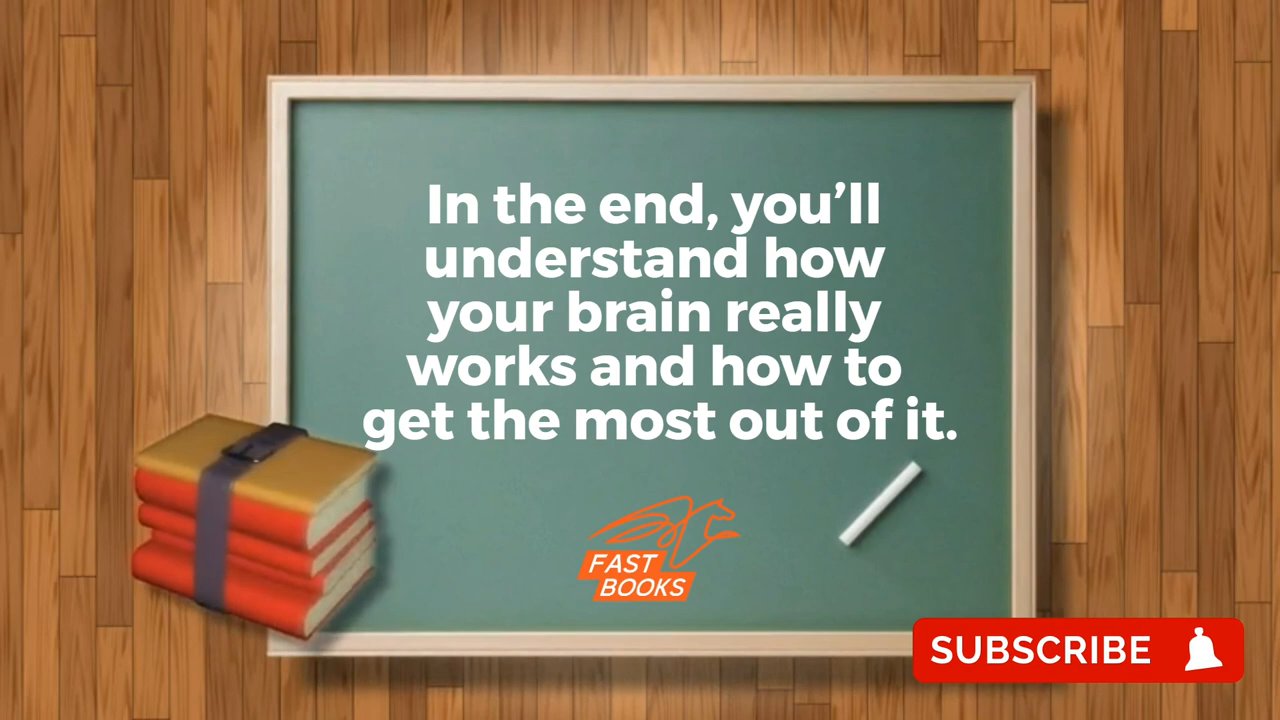 In the end, you’ll
understand how
your brain really
works and how to
get the most out of it.
FAST
BOOKS
SUBSCRIBE